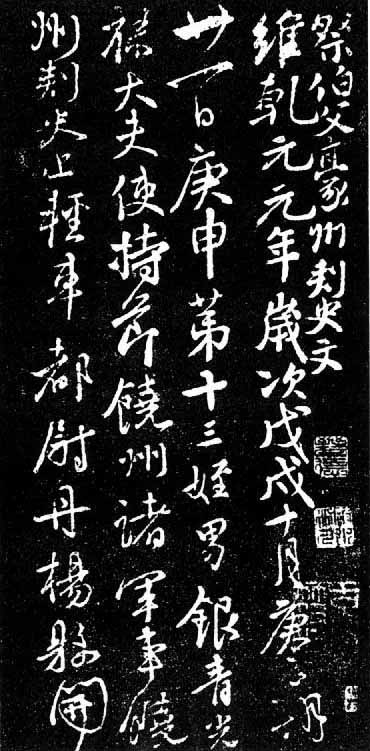 祭伯父豪州刺史文
維乾元元年歲次戊戌十月庚子朔
廿一日庚申第十三姪男銀青光
祿大夫使持節饒州諸軍事饒
州刺史上輕車都尉丹楊縣開